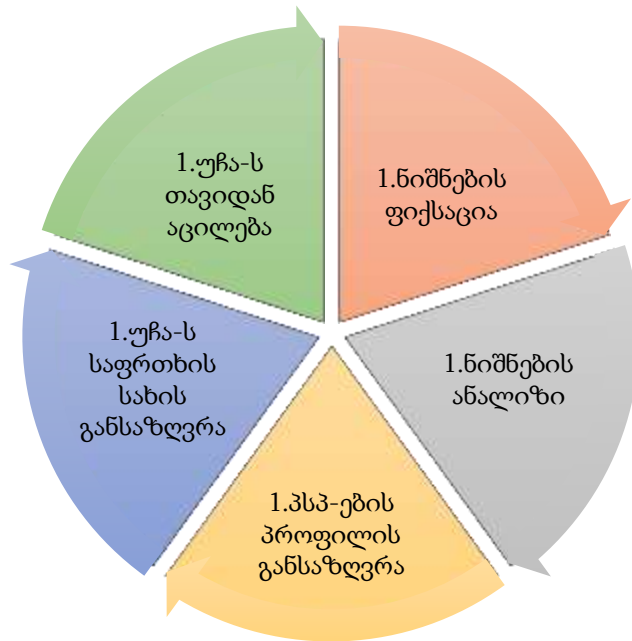 1.ნიშნების
ფიქსაცია
1.ნიშნების
ანალიზი
1.პსპ-ების
პროფილის
განსაზღვრა
1.უჩა-ს
საფრთხის
სახის
განსაზღვრა
1.უჩა-ს
თავიდან
აცილება